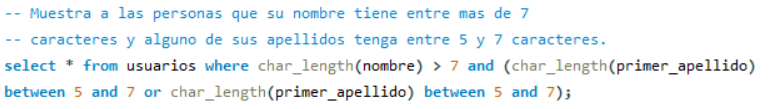 -- Muestra a las personas que su nombre tiene entre mas de 7
-- caracteres y alguno de sus apellidos tenga entre 5 y 7 caracteres.
select * from usuarios where char_length(nombre) > 7 and (char_length(primer_apellido)
between 5 and 7 or char_length(primer_apellido) between 5 and 7);